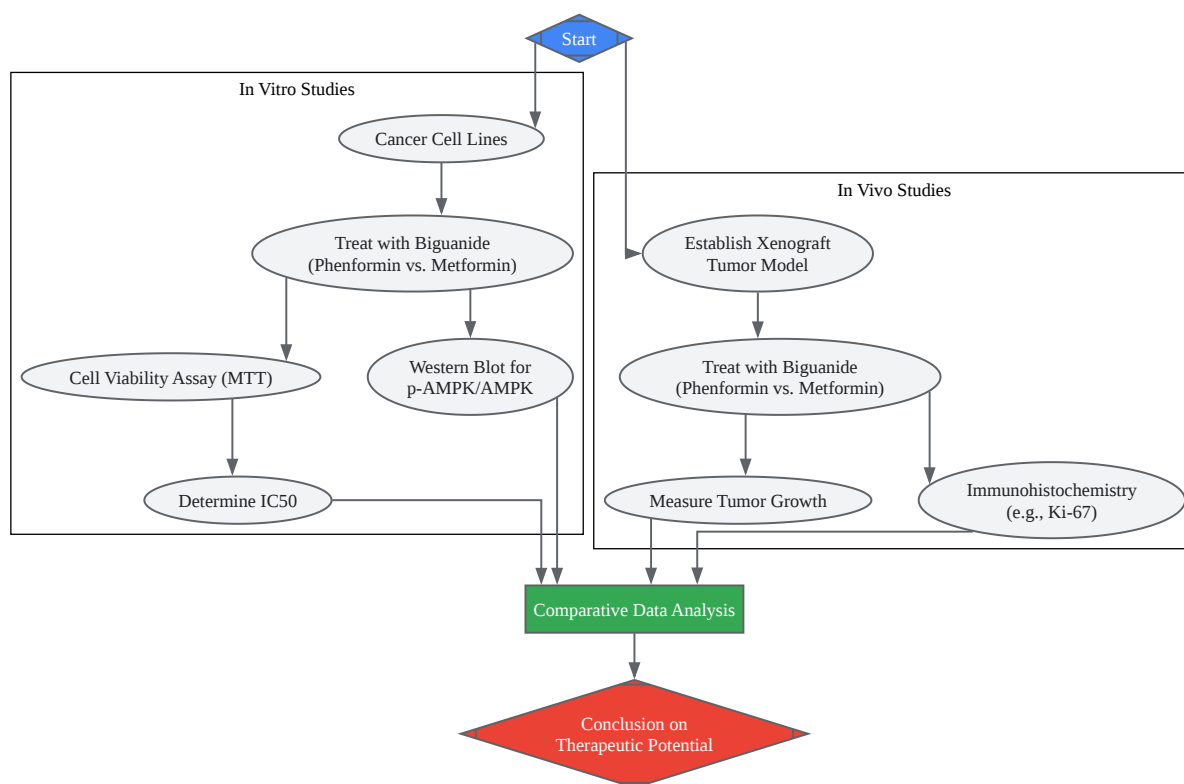 Start
In Vitro Studies
Cancer Cell Lines
Treat with Biguanide
(Phenformin vs. Metformin)
Cell Viability Assay (MTT)
Western Blot for
p-AMPK/AMPK
Determine IC50
In Vivo Studies
Establish Xenograft
Tumor Model
Treat with Biguanide
(Phenformin vs. Metformin)
Measure Tumor Growth
Immunohistochemistry
(e.g., Ki-67)
Comparative Data Analysis
Conclusion on
Therapeutic Potential